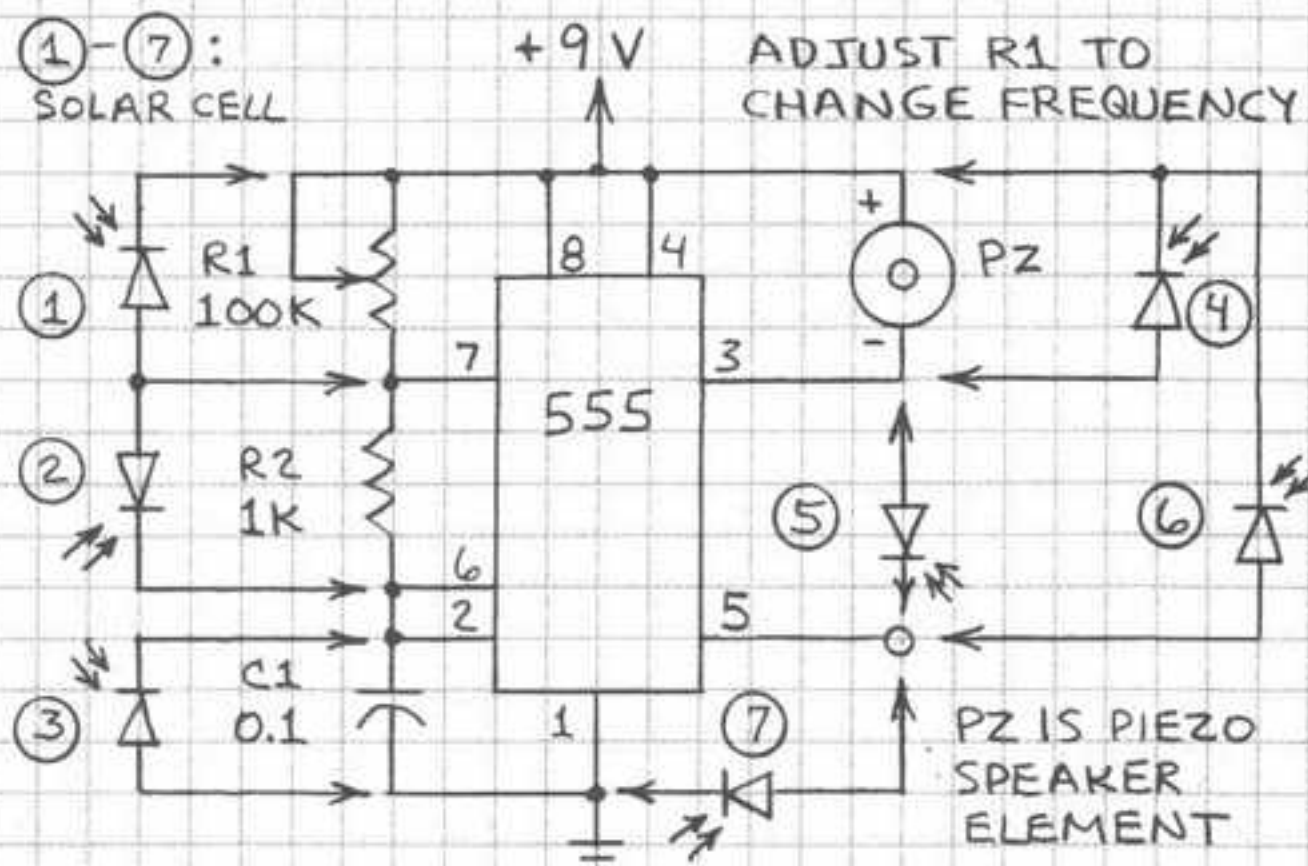 ①-⑦:
SOLAR CELL
+9V
ADJUST R1 TO
CHANGE FREQUENCY
①
R1
100K
8
4
+
PZ
-
④
7
3
555
②
R2
1K
⑤
⑥
6
2
5
③
C1
0.1
1
⑦
PZ IS PIEZO
SPEAKER
ELEMENT